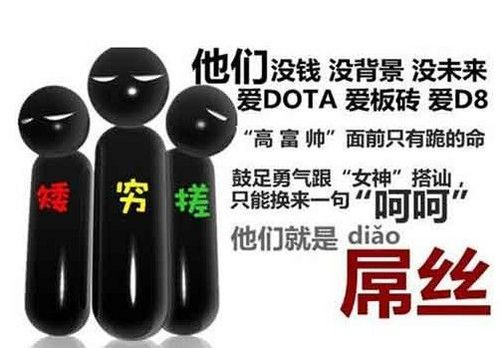 矮
穷
搓
他们没钱 没背景 没未来
爱DOTA 爱板砖 爱D8
“高 富 帅”面前只有跪的命
鼓足勇气跟“女神”搭讪，
只能换来一句“呵呵”
他们就是 diǎo
屌丝